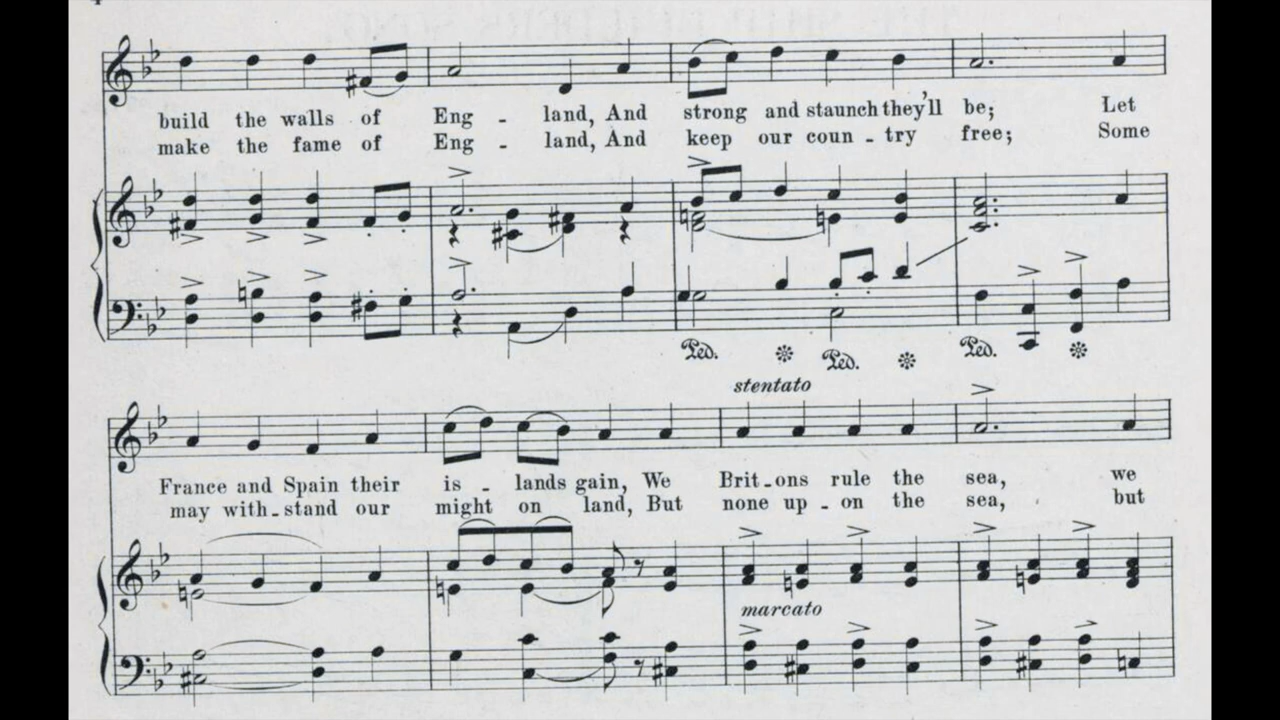 build the walls of Eng - land, And strong and staunch they'll be; Let
make the fame of Eng - land, And keep our coun - try free; Some
Ped. Ped. Ped.
stentato
France and Spain their is - lands gain, We Brit - ons rule the sea, we
may with - stand our might on land, But none up - on the sea, but
marcato